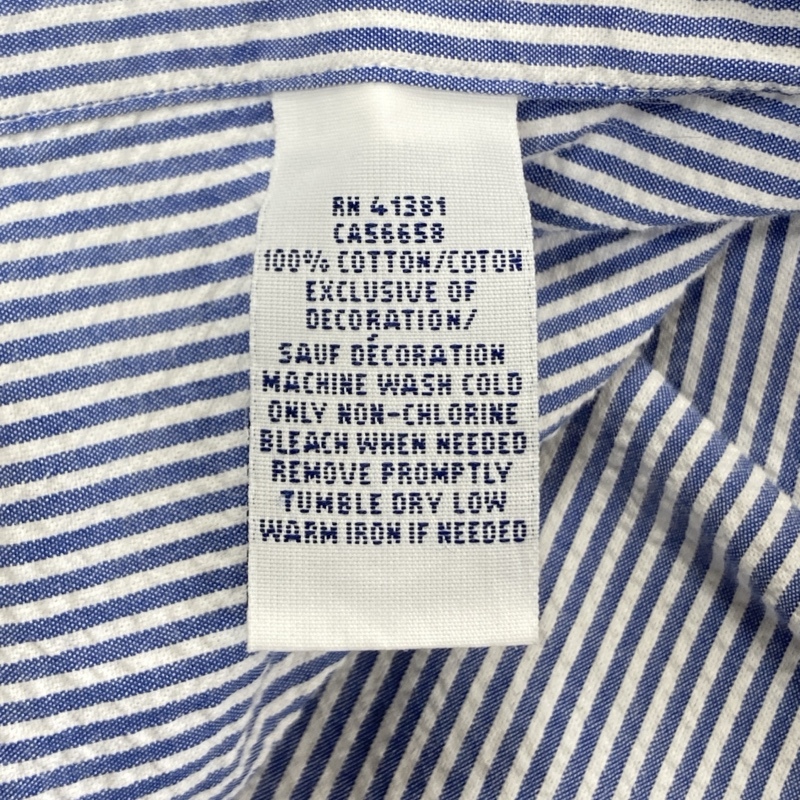 RN 41381
CA56658
100% COTTON/COTON
EXCLUSIVE OF
DECORATION/
SAUF DÉCORATION
MACHINE WASH COLD
ONLY NON-CHLORINE
BLEACH WHEN NEEDED
REMOVE PROMPTLY
TUMBLE DRY LOW
WARM IRON IF NEEDED